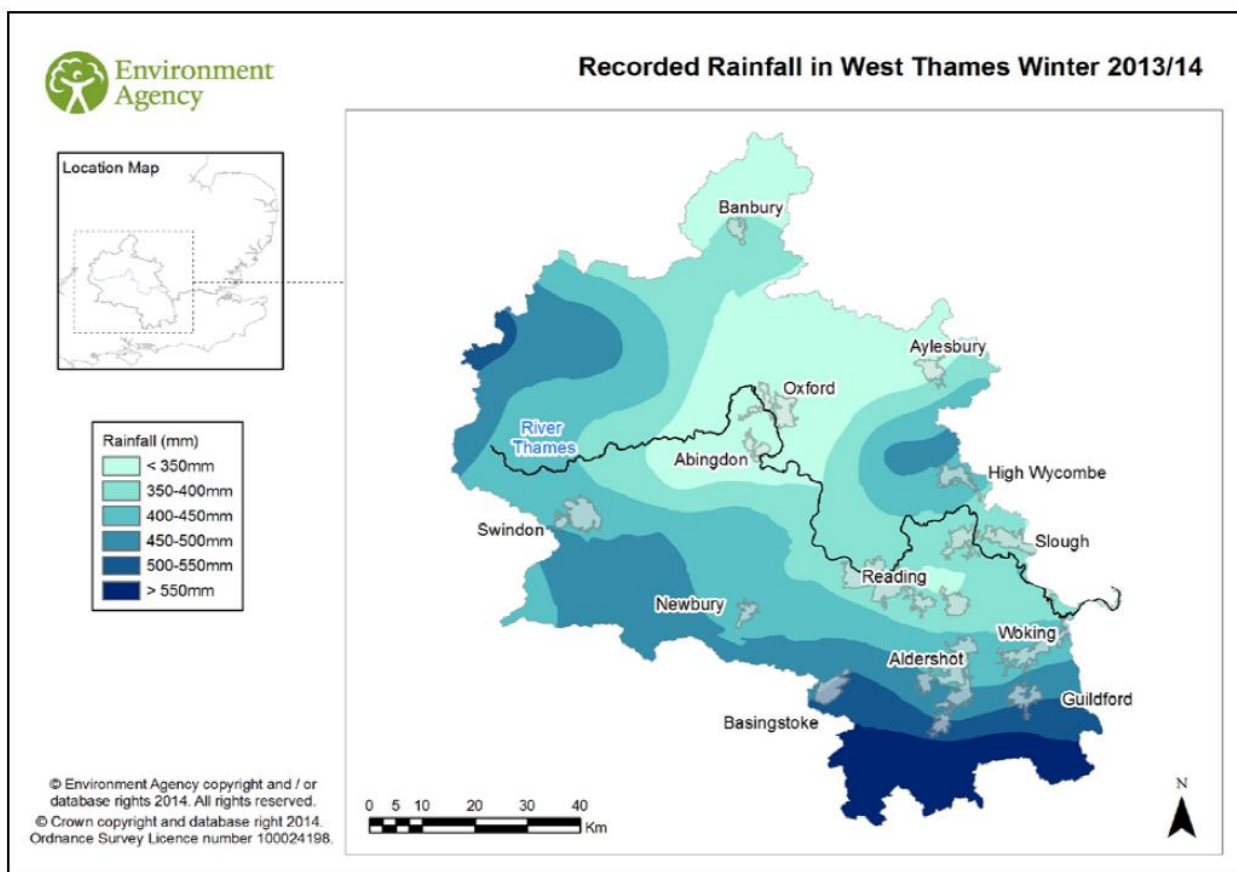 Environment
Agency
Recorded Rainfall in West Thames Winter 2013/14
Location Map
Banbury
Aylesbury
Oxford
River
Thames
Abingdon
High Wycombe
Swindon
Slough
Reading
Newbury
Woking
Aldershot
Guildford
Basingstoke
Rainfall (mm)
< 350mm
350-400mm
400-450mm
450-500mm
500-550mm
> 550mm
© Environment Agency copyright and / or
database rights 2014. All rights reserved.
© Crown copyright and database right 2014.
Ordnance Survey Licence number 100024198.
0 5 10 20 30 40
Km
N